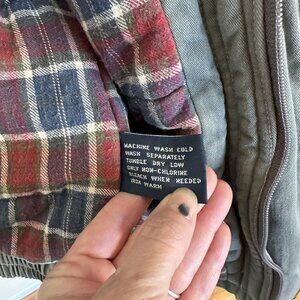 MACHINE WASH COLD
WASH SEPARATELY
TUMBLE DRY LOW
ONLY NON-CHLORINE
BLEACH WHEN NEEDED
IRON WARM